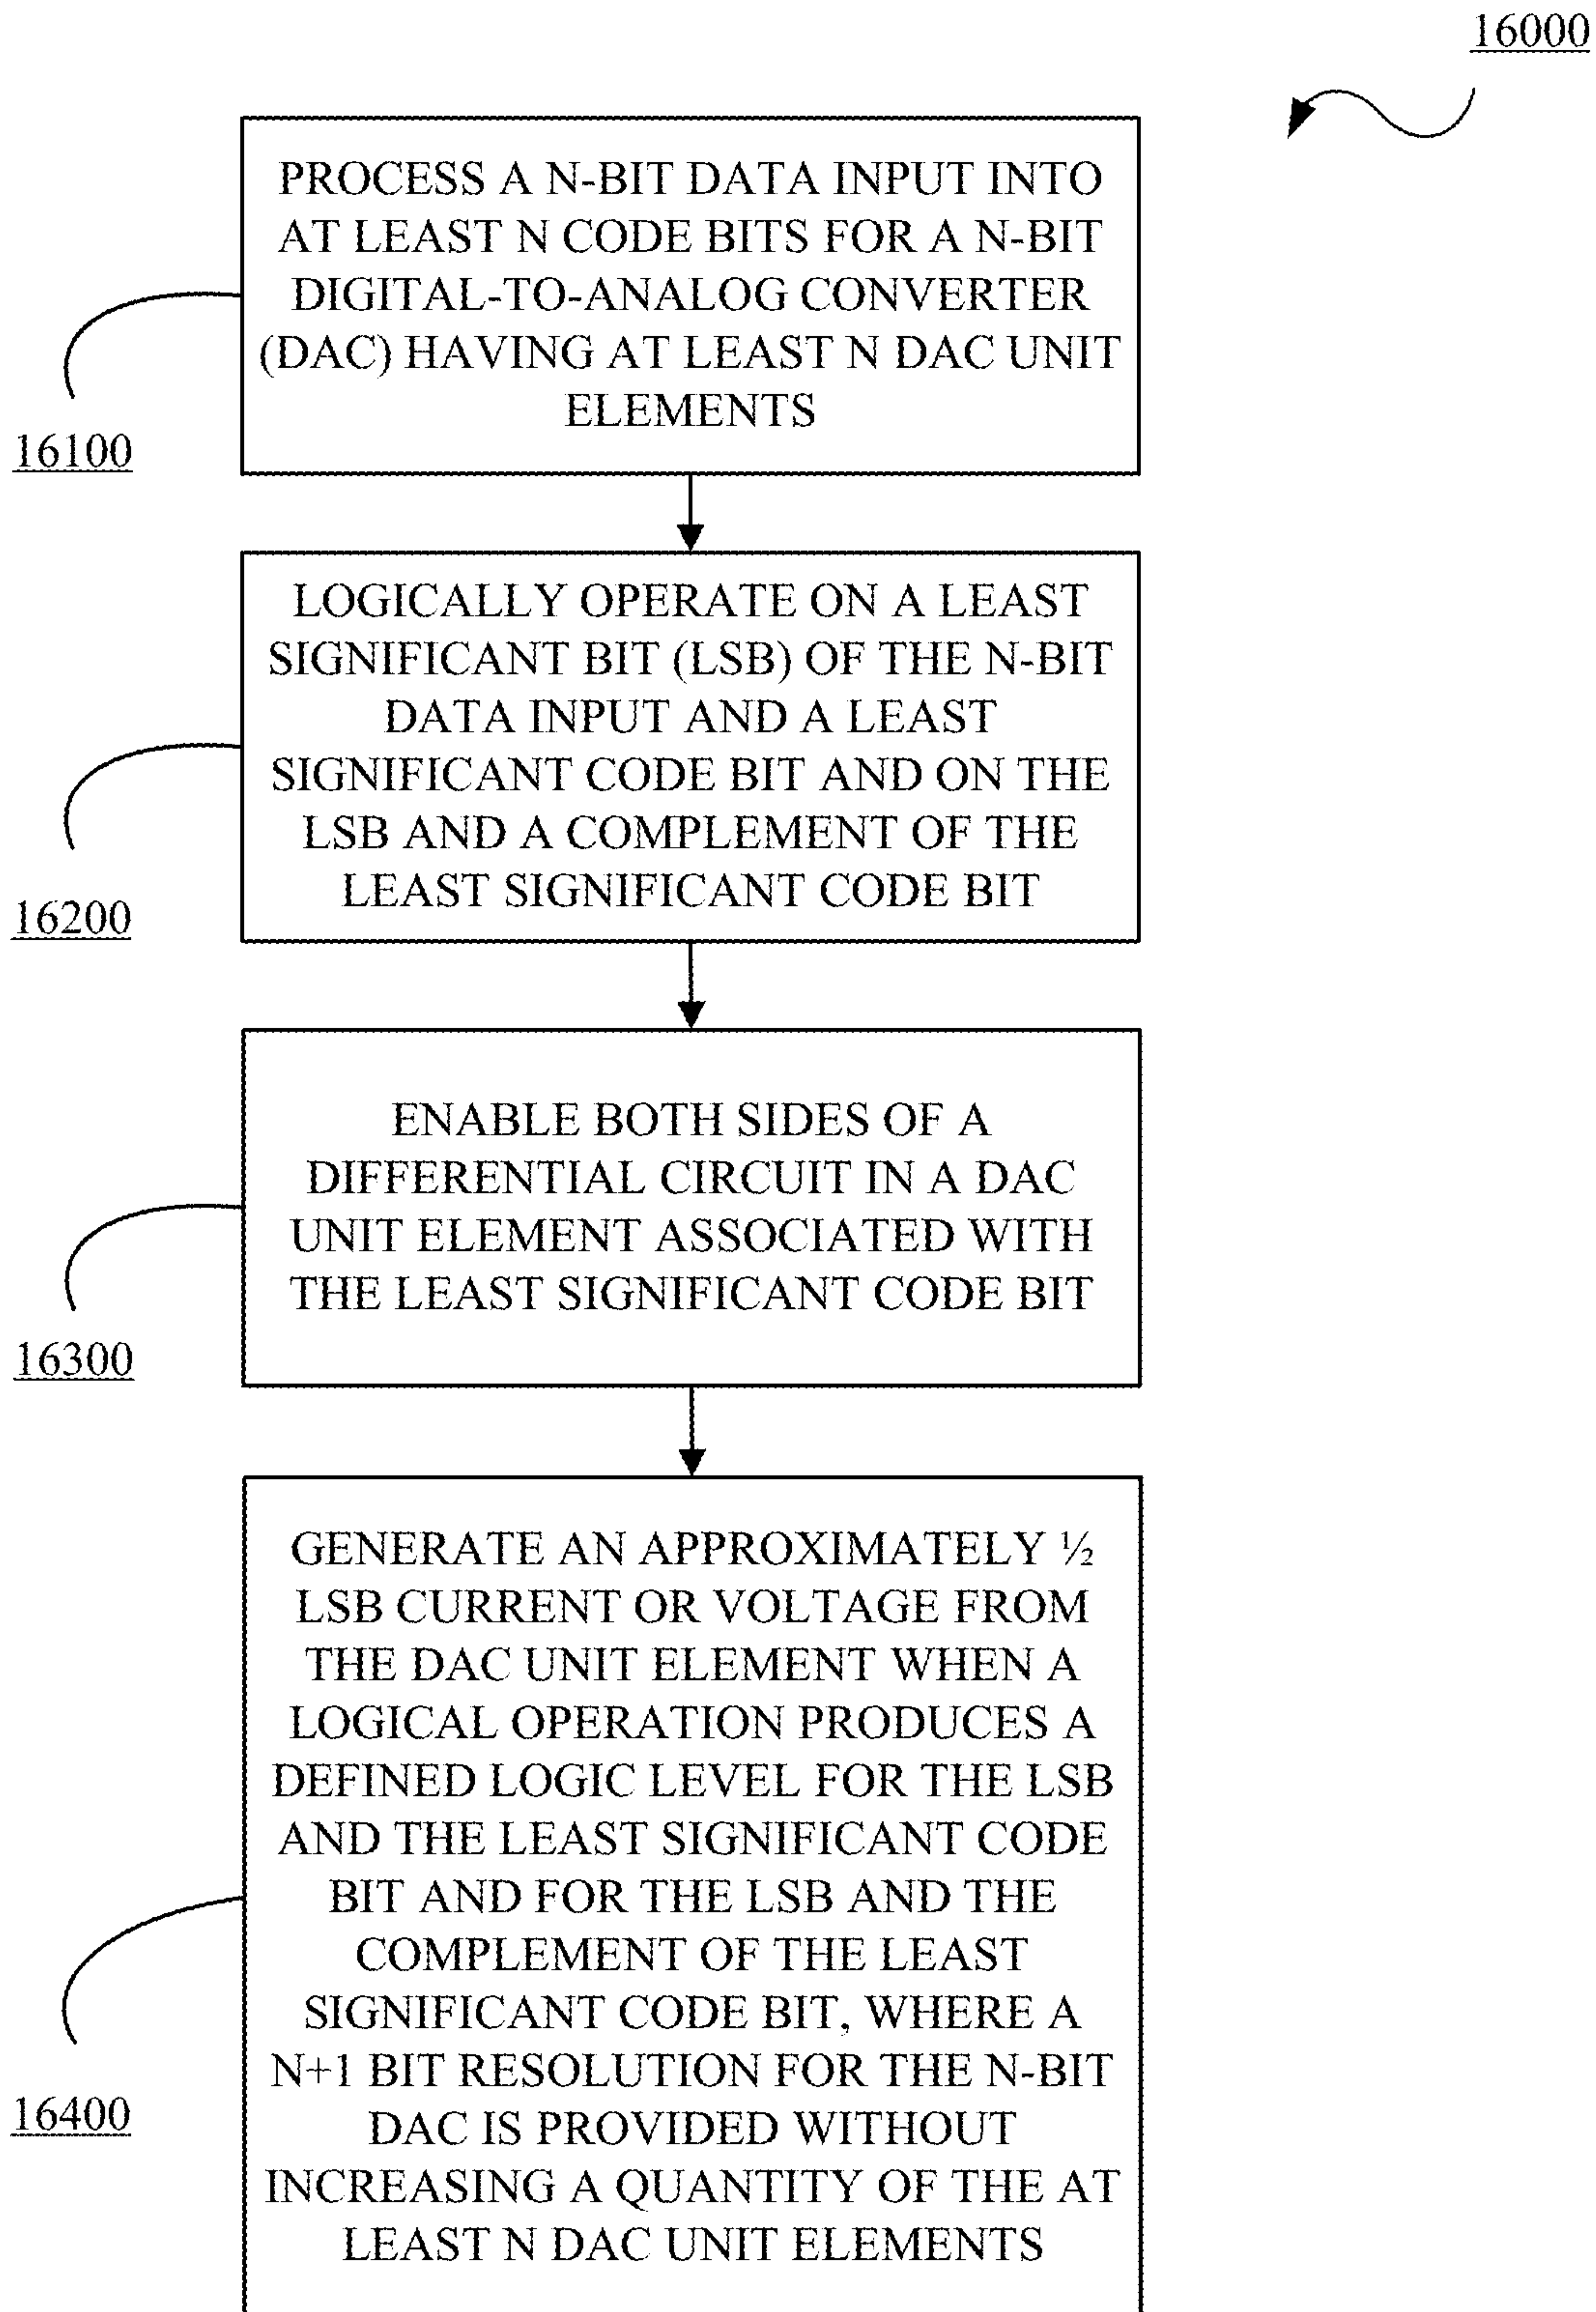 16000
PROCESS A N-BIT DATA INPUT INTO
AT LEAST N CODE BITS FOR A N-BIT
DIGITAL-TO-ANALOG CONVERTER
(DAC) HAVING AT LEAST N DAC UNIT
ELEMENTS
16100
LOGICALLY OPERATE ON A LEAST
SIGNIFICANT BIT (LSB) OF THE N-BIT
DATA INPUT AND A LEAST
SIGNIFICANT CODE BIT AND ON THE
LSB AND A COMPLEMENT OF THE
LEAST SIGNIFICANT CODE BIT
16200
ENABLE BOTH SIDES OF A
DIFFERENTIAL CIRCUIT IN A DAC
UNIT ELEMENT ASSOCIATED WITH
THE LEAST SIGNIFICANT CODE BIT
16300
GENERATE AN APPROXIMATELY ½
LSB CURRENT OR VOLTAGE FROM
THE DAC UNIT ELEMENT WHEN A
LOGICAL OPERATION PRODUCES A
DEFINED LOGIC LEVEL FOR THE LSB
AND THE LEAST SIGNIFICANT CODE
BIT AND FOR THE LSB AND THE
COMPLEMENT OF THE LEAST
SIGNIFICANT CODE BIT, WHERE A
N+1 BIT RESOLUTION FOR THE N-BIT
DAC IS PROVIDED WITHOUT
INCREASING A QUANTITY OF THE AT
LEAST N DAC UNIT ELEMENTS
16400